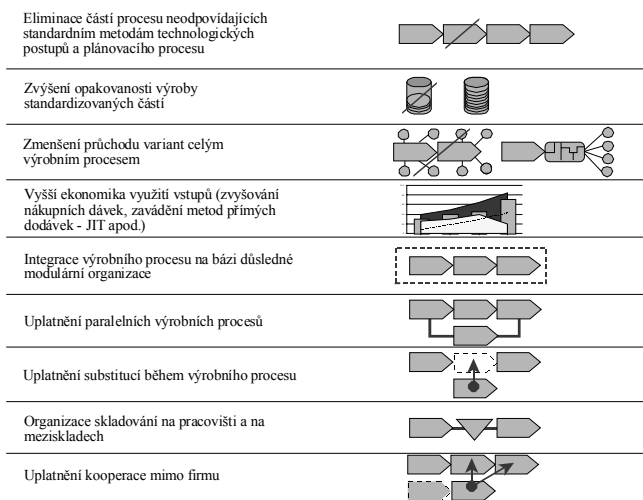 Eliminace částí procesu neodpovídajících
standardním metodám technologických
postupů a plánovacího procesu
Zvýšení opakovanosti výroby
standardizovaných částí
Zmenšení průchodu variant celým
výrobním procesem
Vyšší ekonomika využití vstupů (zvyšování
nákupních dávek, zavádění metod přímých
dodávek - JIT apod.)
Integrace výrobního procesu na bázi důsledné
modulární organizace
Uplatnění paralelních výrobních procesů
Uplatnění substitucí během výrobního procesu
Organizace skladování na pracovišti a na
meziskladech
Uplatnění kooperace mimo firmu